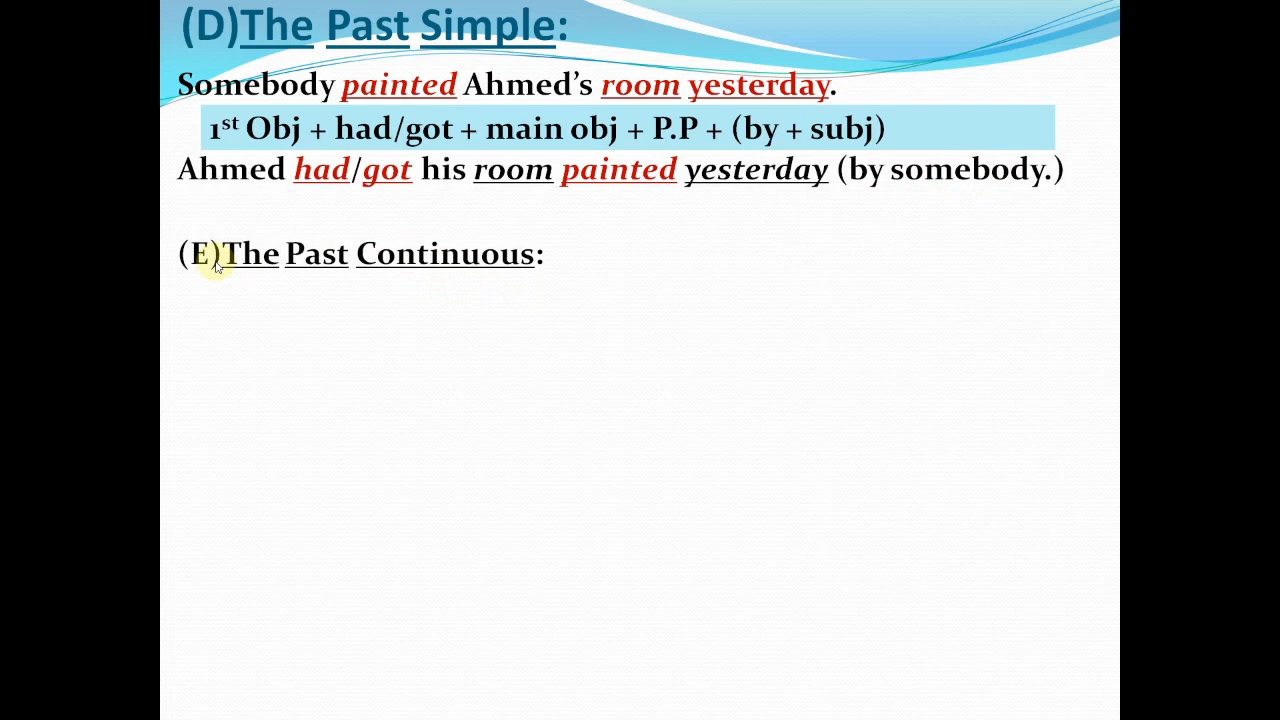 (D)The Past Simple:
Somebody painted Ahmed’s room yesterday.
1st Obj + had/got + main obj + P.P + (by + subj)
Ahmed had/got his room painted yesterday (by somebody.)
(E)The Past Continuous: